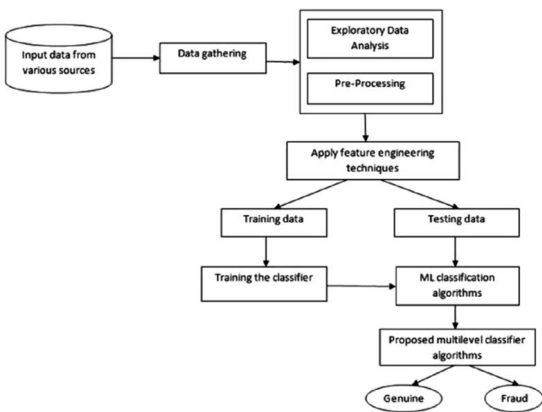 Input data from
various sources
Data gathering
Exploratory Data
Analysis
Pre-Processing
Apply feature engineering
techniques
Training data
Testing data
Training the classifier
ML classification
algorithms
Proposed multilevel classifier
algorithms
Genuine
Fraud